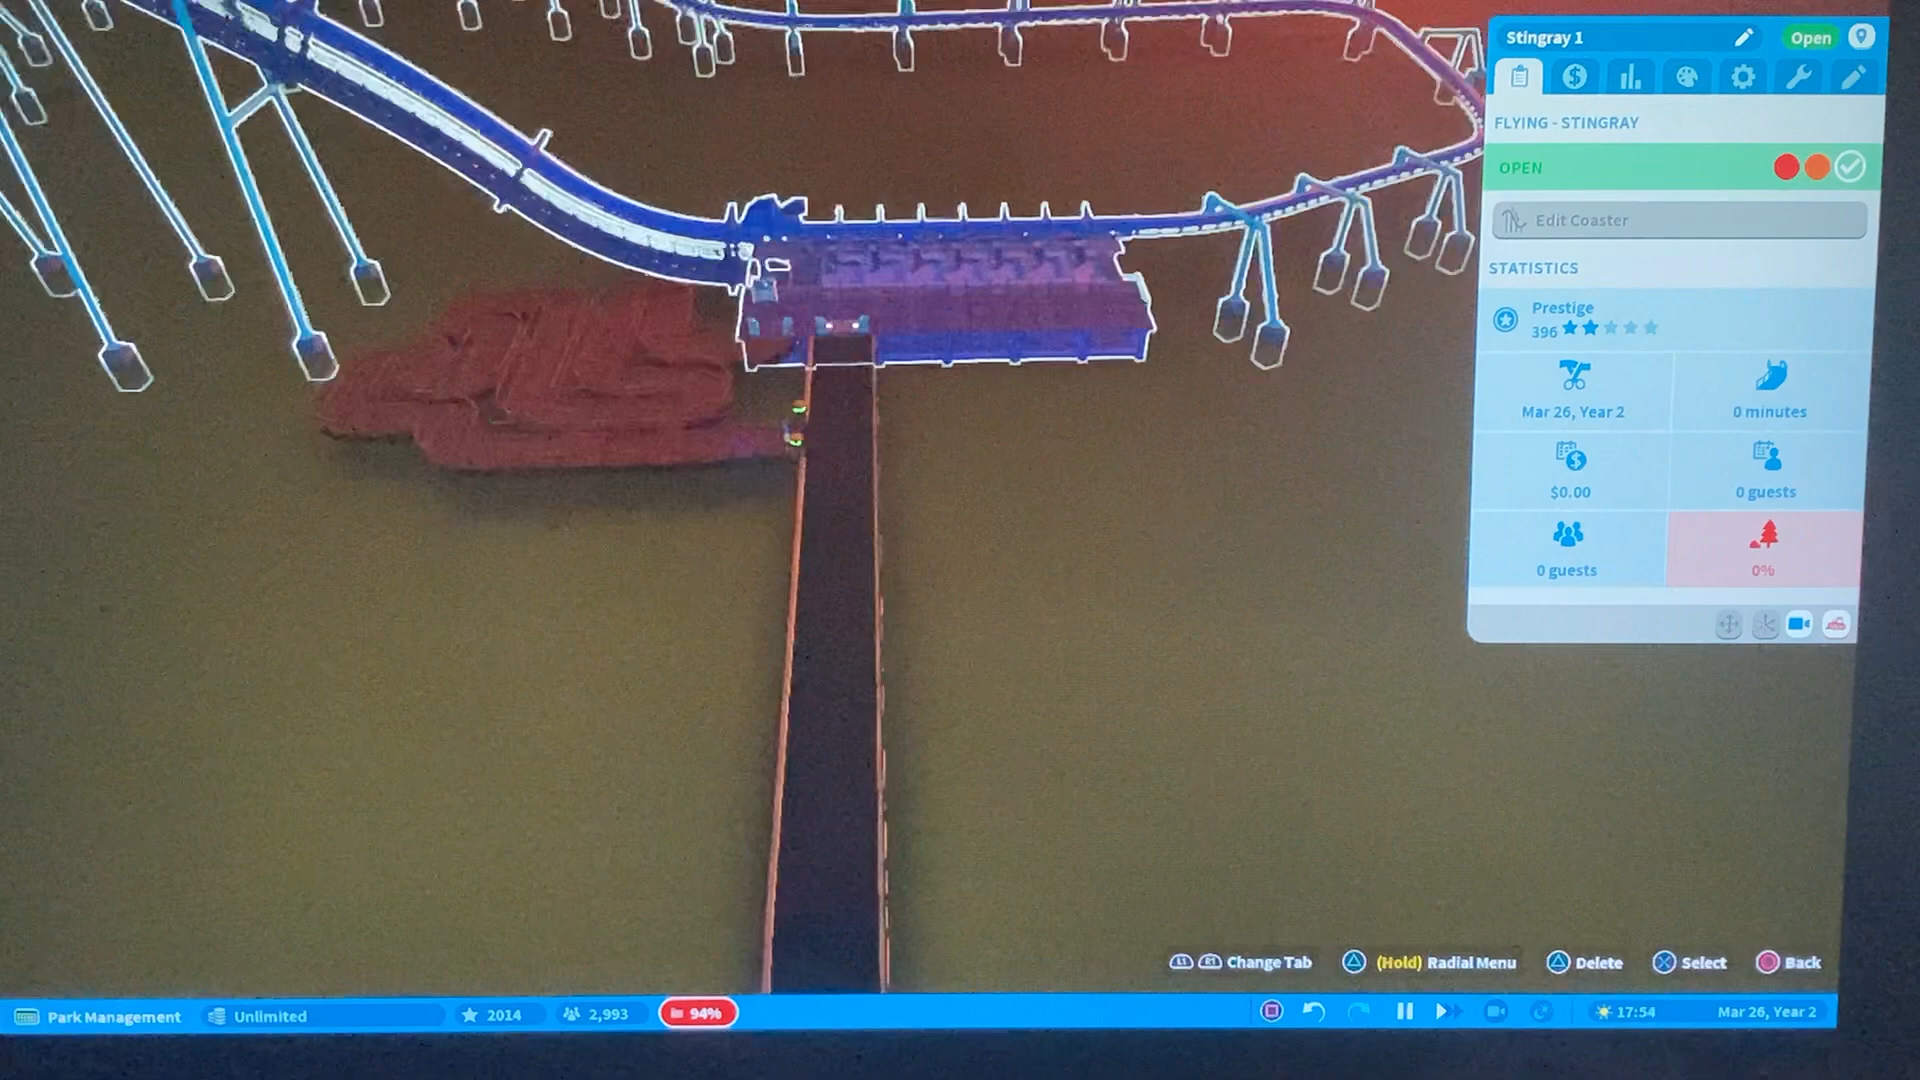 Stingray 1
Open
FLYING - STINGRAY
OPEN
Edit Coaster
STATISTICS
Prestige
396
Mar 26, Year 2
0 minutes
$0.00
0 guests
0 guests
0%
L1 R1 Change Tab
(Hold) Radial Menu
Delete
Select
Back
Park Management
Unlimited
2014
2,993
94%
17:54
Mar 26, Year 2